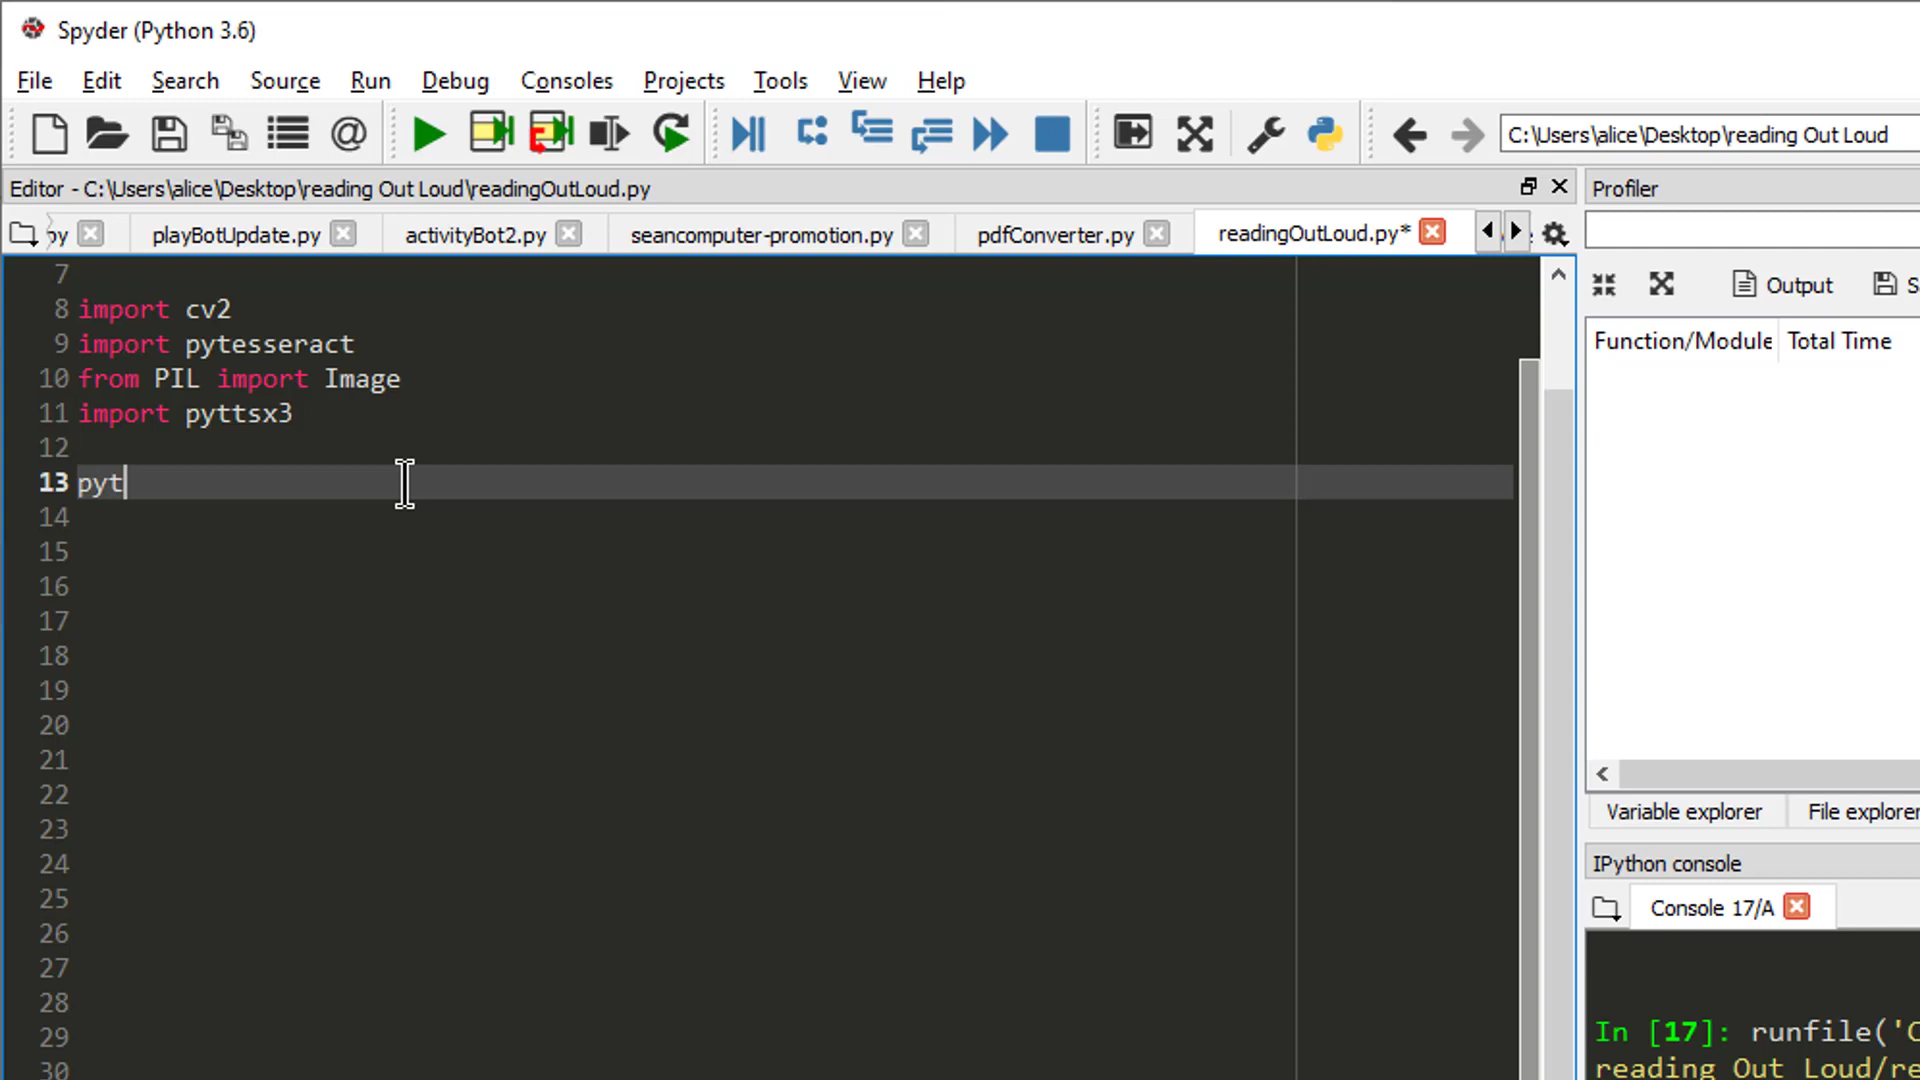 Spyder (Python 3.6)
File Edit Search Source Run Debug Consoles Projects Tools View Help
C:\Users\alice\Desktop\reading Out Loud
Editor - C:\Users\alice\Desktop\reading Out Loud\readingOutLoud.py
Profiler
py playBotUpdate.py activityBot2.py seancomputer-promotion.py pdfConverter.py readingOutLoud.py*
Output S
Function/Module Total Time
7
8 import cv2
9 import pytesseract
10 from PIL import Image
11 import pyttsx3
12
13 pyt
14
15
16
17
18
19
20
21
22
23
24
25
26
27
28
29
30
Variable explorer File explorer
IPython console
Console 17/A
In [17]: runfile('C
reading Out Loud/re